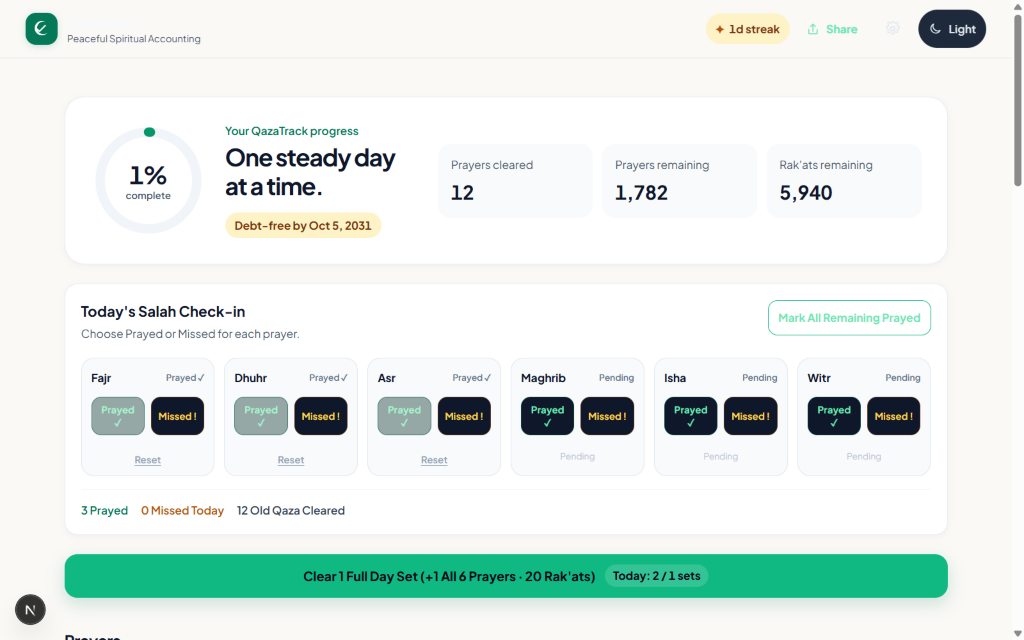 Peaceful Spiritual Accounting
1d streak
Share
Light
1%
complete
Your QazaTrack progress
One steady day
at a time.
Debt-free by Oct 5, 2031
Prayers cleared
12
Prayers remaining
1,782
Rak'ats remaining
5,940
Today's Salah Check-in
Choose Prayed or Missed for each prayer.
Mark All Remaining Prayed
Fajr
Prayed ✓
Prayed
✓
Missed !
Reset
Dhuhr
Prayed ✓
Prayed
✓
Missed !
Reset
Asr
Prayed ✓
Prayed
✓
Missed !
Reset
Maghrib
Pending
Prayed
✓
Missed !
Pending
Isha
Pending
Prayed
✓
Missed !
Pending
Witr
Pending
Prayed
✓
Missed !
Pending
3 Prayed
0 Missed Today
12 Old Qaza Cleared
Clear 1 Full Day Set (+1 All 6 Prayers · 20 Rak'ats)
Today: 2 / 1 sets
N
Prayers